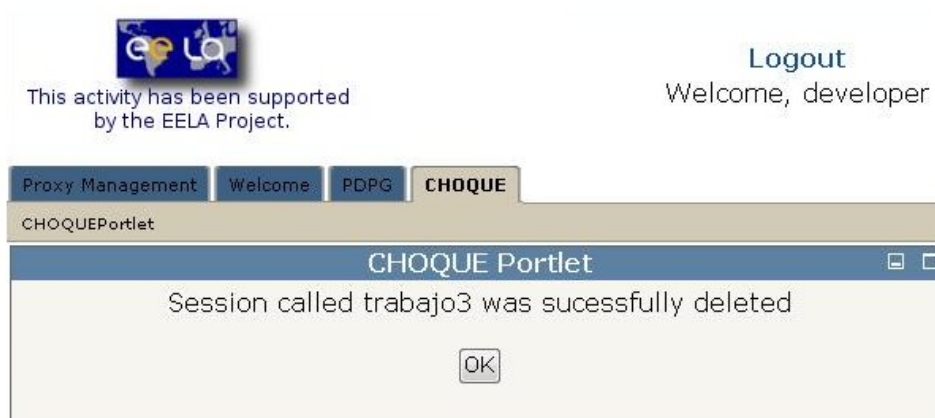 eela
This activity has been supported
by the EELA Project.
Logout
Welcome, developer
Proxy Management
Welcome
PDPG
CHOQUE
CHOQUEPortlet
CHOQUE Portlet
Session called trabajo3 was sucessfully deleted
OK